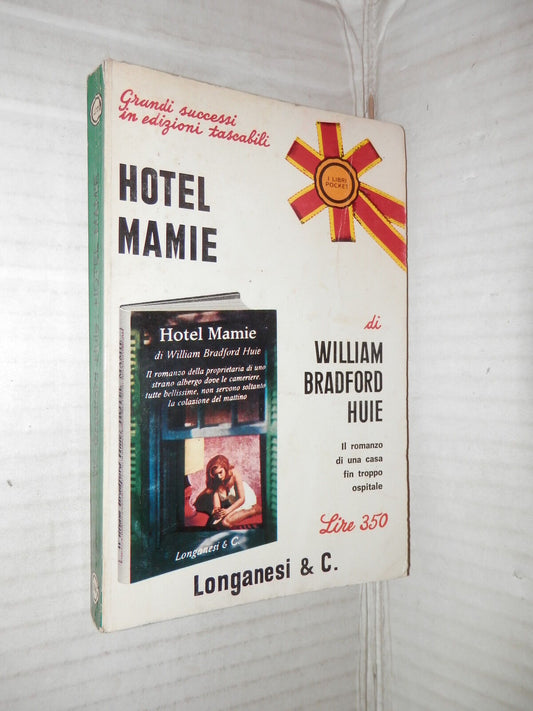 Grandi successi
in edizioni tascabili
I LIBRI
POCKET
HOTEL
MAMIE
di
WILLIAM
BRADFORD
HUIE
Il romanzo
di una casa
fin troppo
ospitale
Lire 350
Hotel Mamie
di William Bradford Huie
Il romanzo della proprietaria di uno
strano albergo dove le cameriere,
tutte bellissime, non servono soltanto
la colazione del mattino
Longanesi & C.
Longanesi & C.
HOTEL MAMIE